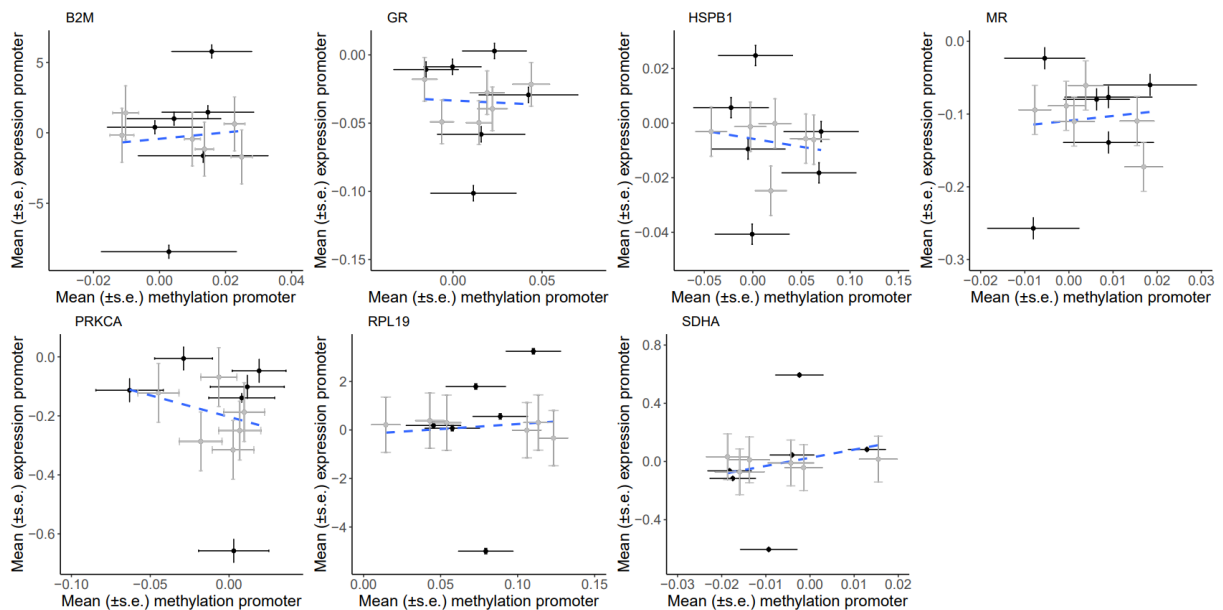 B2M
Mean (±s.e.) expression promoter
5
0
−5
−0.02
0.00
0.02
0.04
Mean (±s.e.) methylation promoter
GR
Mean (±s.e.) expression promoter
0.00
−0.05
−0.10
−0.15
0.00
0.05
Mean (±s.e.) methylation promoter
HSPB1
Mean (±s.e.) expression promoter
0.02
0.00
−0.02
−0.04
−0.05
0.00
0.05
0.10
0.15
Mean (±s.e.) methylation promoter
MR
Mean (±s.e.) expression promoter
0.0
−0.1
−0.2
−0.3
−0.02
−0.01
0.00
0.01
0.02
0.03
Mean (±s.e.) methylation promoter
PRKCA
Mean (±s.e.) expression promoter
0.0
−0.2
−0.4
−0.6
−0.10
−0.05
0.00
Mean (±s.e.) methylation promoter
RPL19
Mean (±s.e.) expression promoter
2
0
−2
−4
0.00
0.05
0.10
0.15
Mean (±s.e.) methylation promoter
SDHA
Mean (±s.e.) expression promoter
0.8
0.4
0.0
−0.4
−0.03
−0.02
−0.01
0.00
0.01
0.02
Mean (±s.e.) methylation promoter